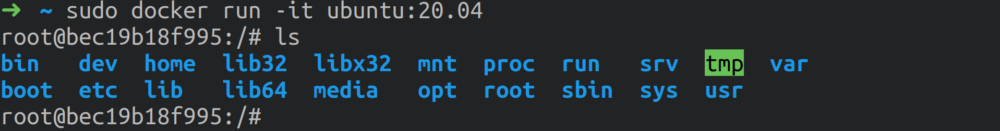 ➜ ~ sudo docker run -it ubuntu:20.04
root@bec19b18f995:/# ls
bin dev home lib32 libx32 mnt proc run srv tmp var
boot etc lib lib64 media opt root sbin sys usr
root@bec19b18f995:/#